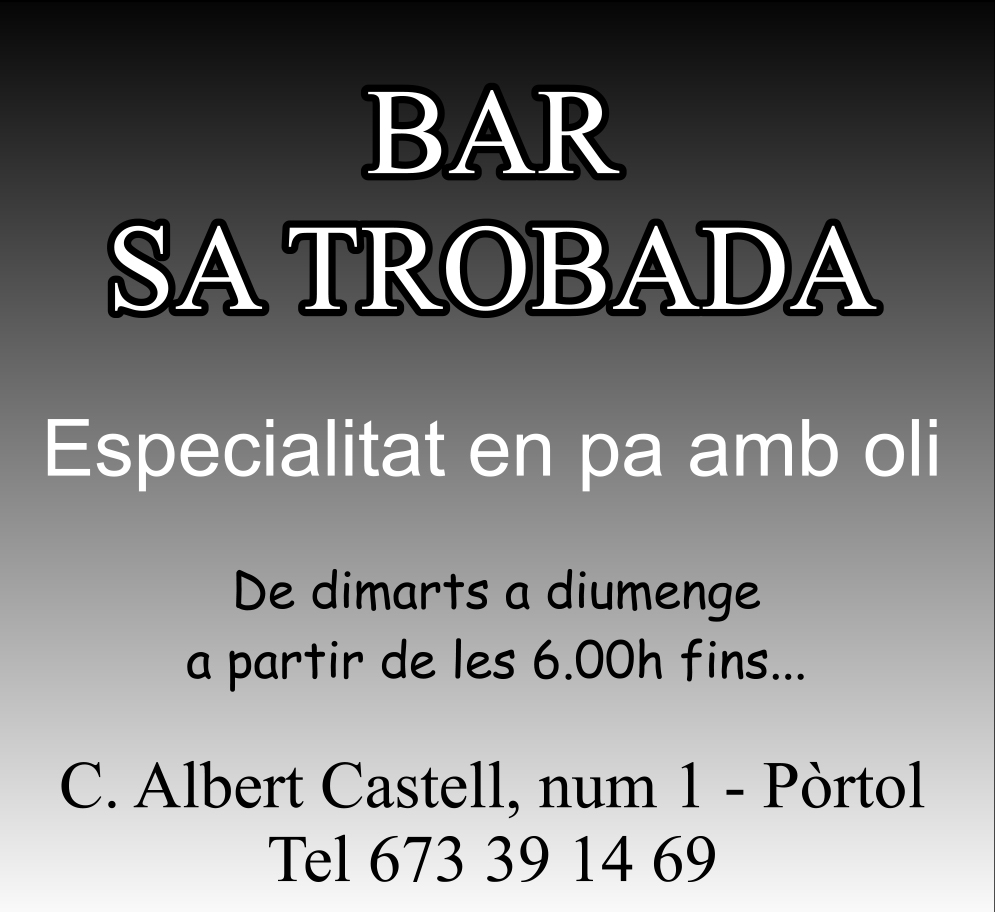 BAR
SA TROBADA
Especialitat en pa amb oli
De dimarts a diumenge
a partir de les 6.00h fins...
C. Albert Castell, num 1 - Pòrtol
Tel 673 39 14 69